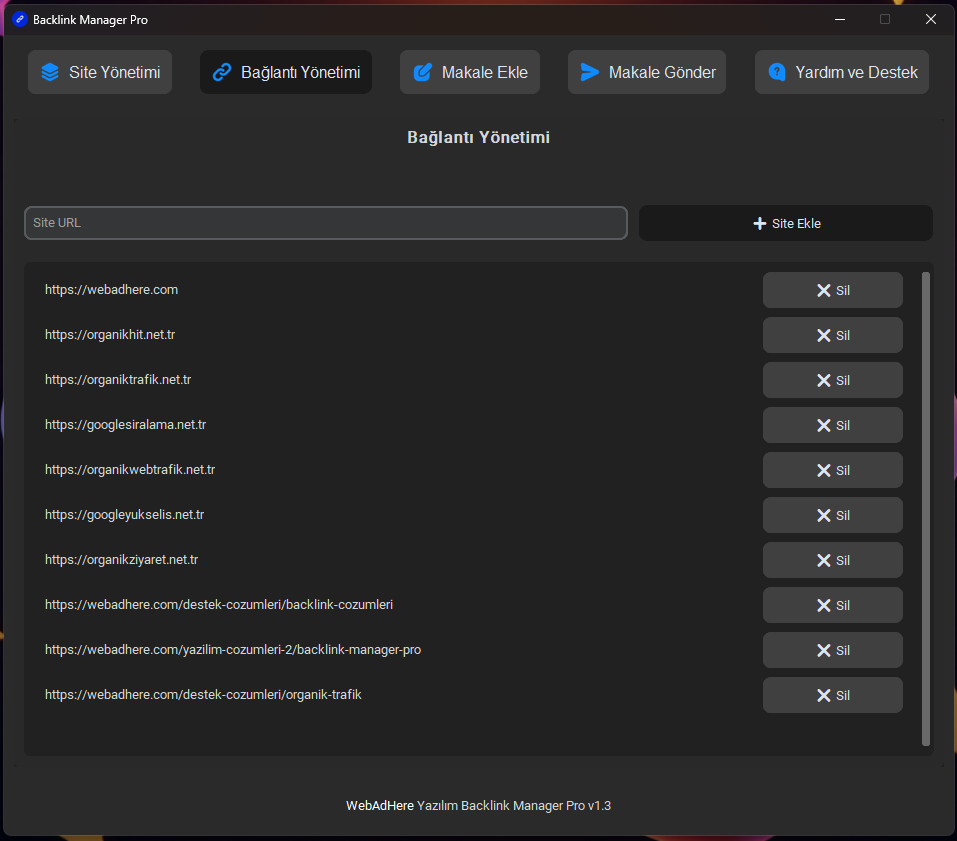 Backlink Manager Pro
Site Yönetimi
Bağlantı Yönetimi
Makale Ekle
Makale Gönder
Yardım ve Destek
Bağlantı Yönetimi
Site URL
Site Ekle
https://webadhere.com
Sil
https://organikhit.net.tr
Sil
https://organiktrafik.net.tr
Sil
https://googlesiralama.net.tr
Sil
https://organikwebtrafik.net.tr
Sil
https://googleyukselis.net.tr
Sil
https://organikziyaret.net.tr
Sil
https://webadhere.com/destek-cozumleri/backlink-cozumleri
Sil
https://webadhere.com/yazilim-cozumleri-2/backlink-manager-pro
Sil
https://webadhere.com/destek-cozumleri/organik-trafik
Sil
WebAdHere Yazılım Backlink Manager Pro v1.3